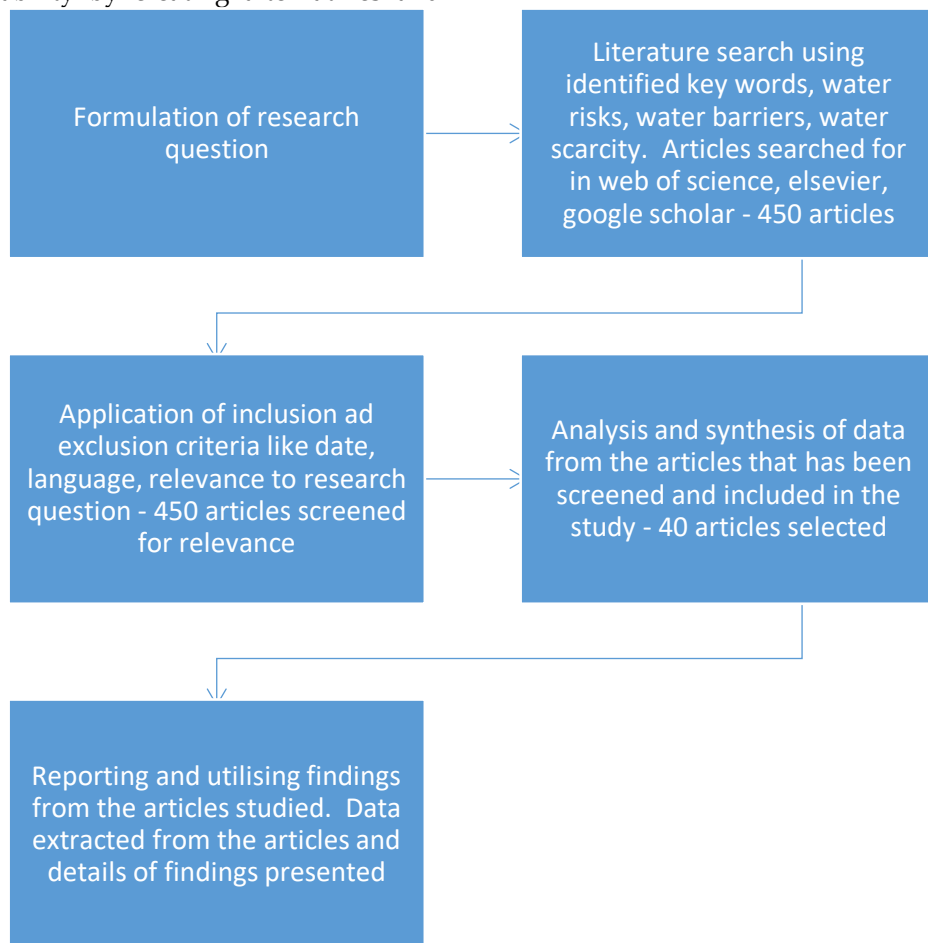 Formulation of research
question
Literature search using
identified key words, water
risks, water barriers, water
scarcity. Articles searched for
in web of science, elsevier,
google scholar - 450 articles
Application of inclusion ad
exclusion criteria like date,
language, relevance to research
question - 450 articles screened
for relevance
Analysis and synthesis of data
from the articles that has been
screened and included in the
study - 40 articles selected
Reporting and utilising findings
from the articles studied. Data
extracted from the articles and
details of findings presented